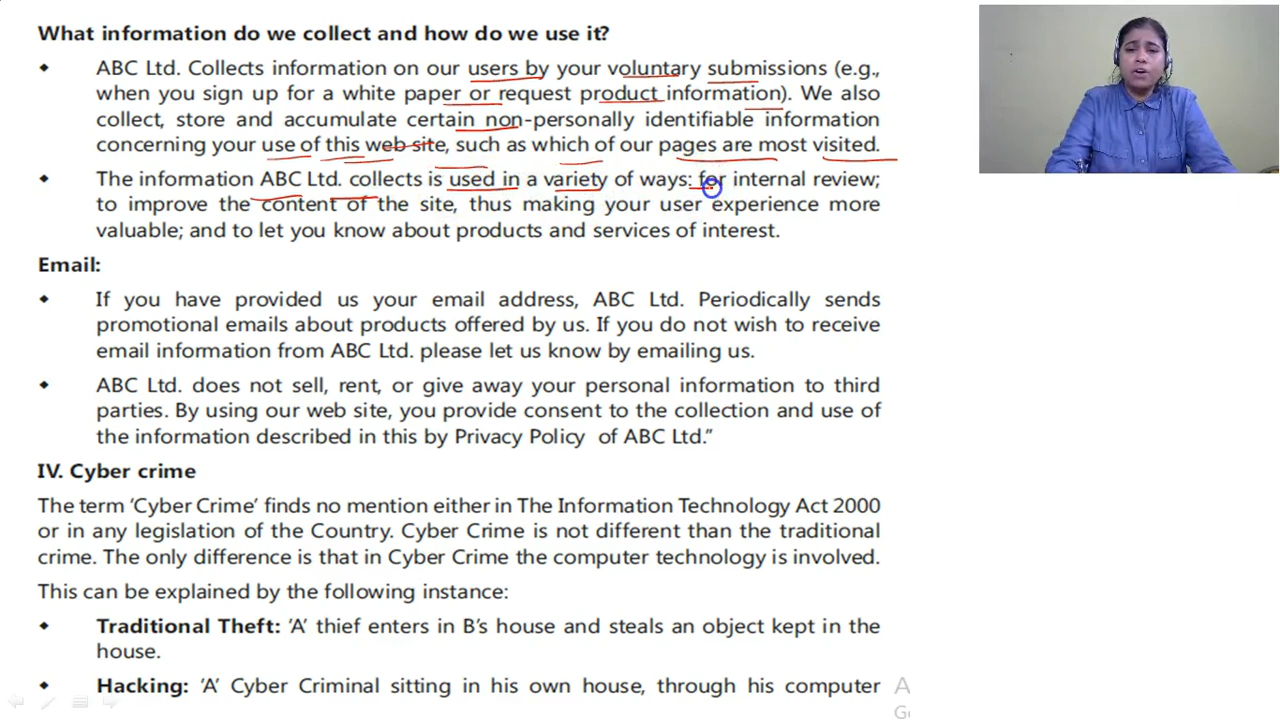 What information do we collect and how do we use it?
◆ ABC Ltd. Collects information on our users by your voluntary submissions (e.g.,
when you sign up for a white paper or request product information). We also
collect, store and accumulate certain non-personally identifiable information
concerning your use of this web site, such as which of our pages are most visited.
◆ The information ABC Ltd. collects is used in a variety of ways: for internal review;
to improve the content of the site, thus making your user experience more
valuable; and to let you know about products and services of interest.
Email:
◆ If you have provided us your email address, ABC Ltd. Periodically sends
promotional emails about products offered by us. If you do not wish to receive
email information from ABC Ltd. please let us know by emailing us.
◆ ABC Ltd. does not sell, rent, or give away your personal information to third
parties. By using our web site, you provide consent to the collection and use of
the information described in this by Privacy Policy of ABC Ltd.”
IV. Cyber crime
The term ‘Cyber Crime’ finds no mention either in The Information Technology Act 2000
or in any legislation of the Country. Cyber Crime is not different than the traditional
crime. The only difference is that in Cyber Crime the computer technology is involved.
This can be explained by the following instance:
◆ Traditional Theft: ‘A’ thief enters in B’s house and steals an object kept in the
house.
◆ Hacking: ‘A’ Cyber Criminal sitting in his own house, through his computer